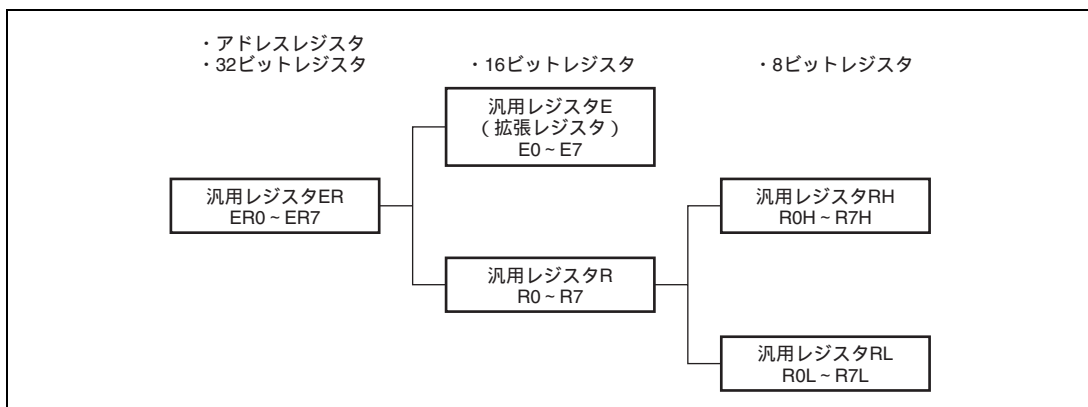 ・アドレスレジスタ
・32ビットレジスタ
・16ビットレジスタ
・8ビットレジスタ
汎用レジスタE
（拡張レジスタ）
E0～E7
汎用レジスタER
ER0～ER7
汎用レジスタRH
R0H～R7H
汎用レジスタR
R0～R7
汎用レジスタRL
R0L～R7L